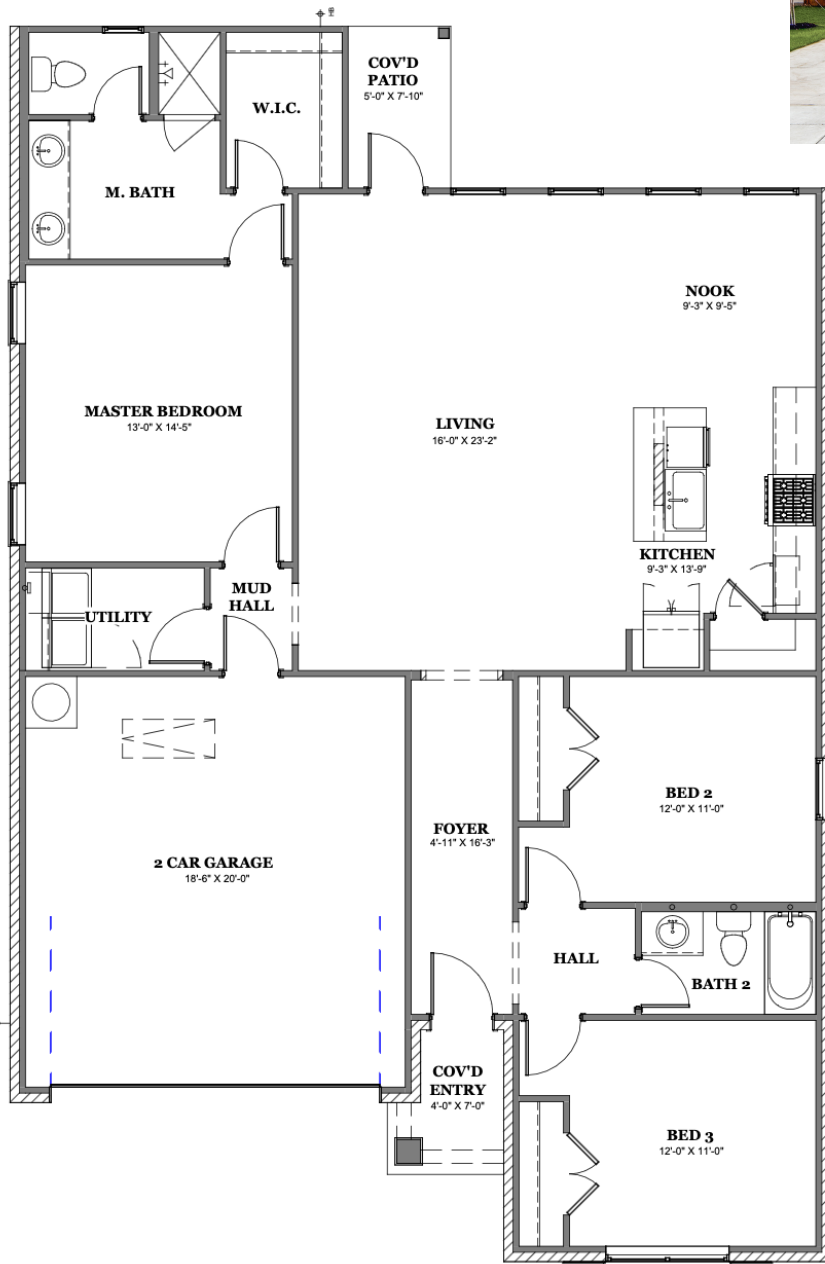 COV'D
PATIO
5'-0" X 7'-10"
W.I.C.
M. BATH
NOOK
9'-3" X 9'-5"
MASTER BEDROOM
13'-0" X 14'-5"
LIVING
16'-0" X 23'-2"
KITCHEN
9'-3" X 13'-9"
MUD
HALL
UTILITY
BED 2
12'-0" X 11'-0"
FOYER
4'-11" X 16'-3"
2 CAR GARAGE
18'-6" X 20'-0"
HALL
BATH 2
COV'D
ENTRY
4'-0" X 7'-0"
BED 3
12'-0" X 11'-0"